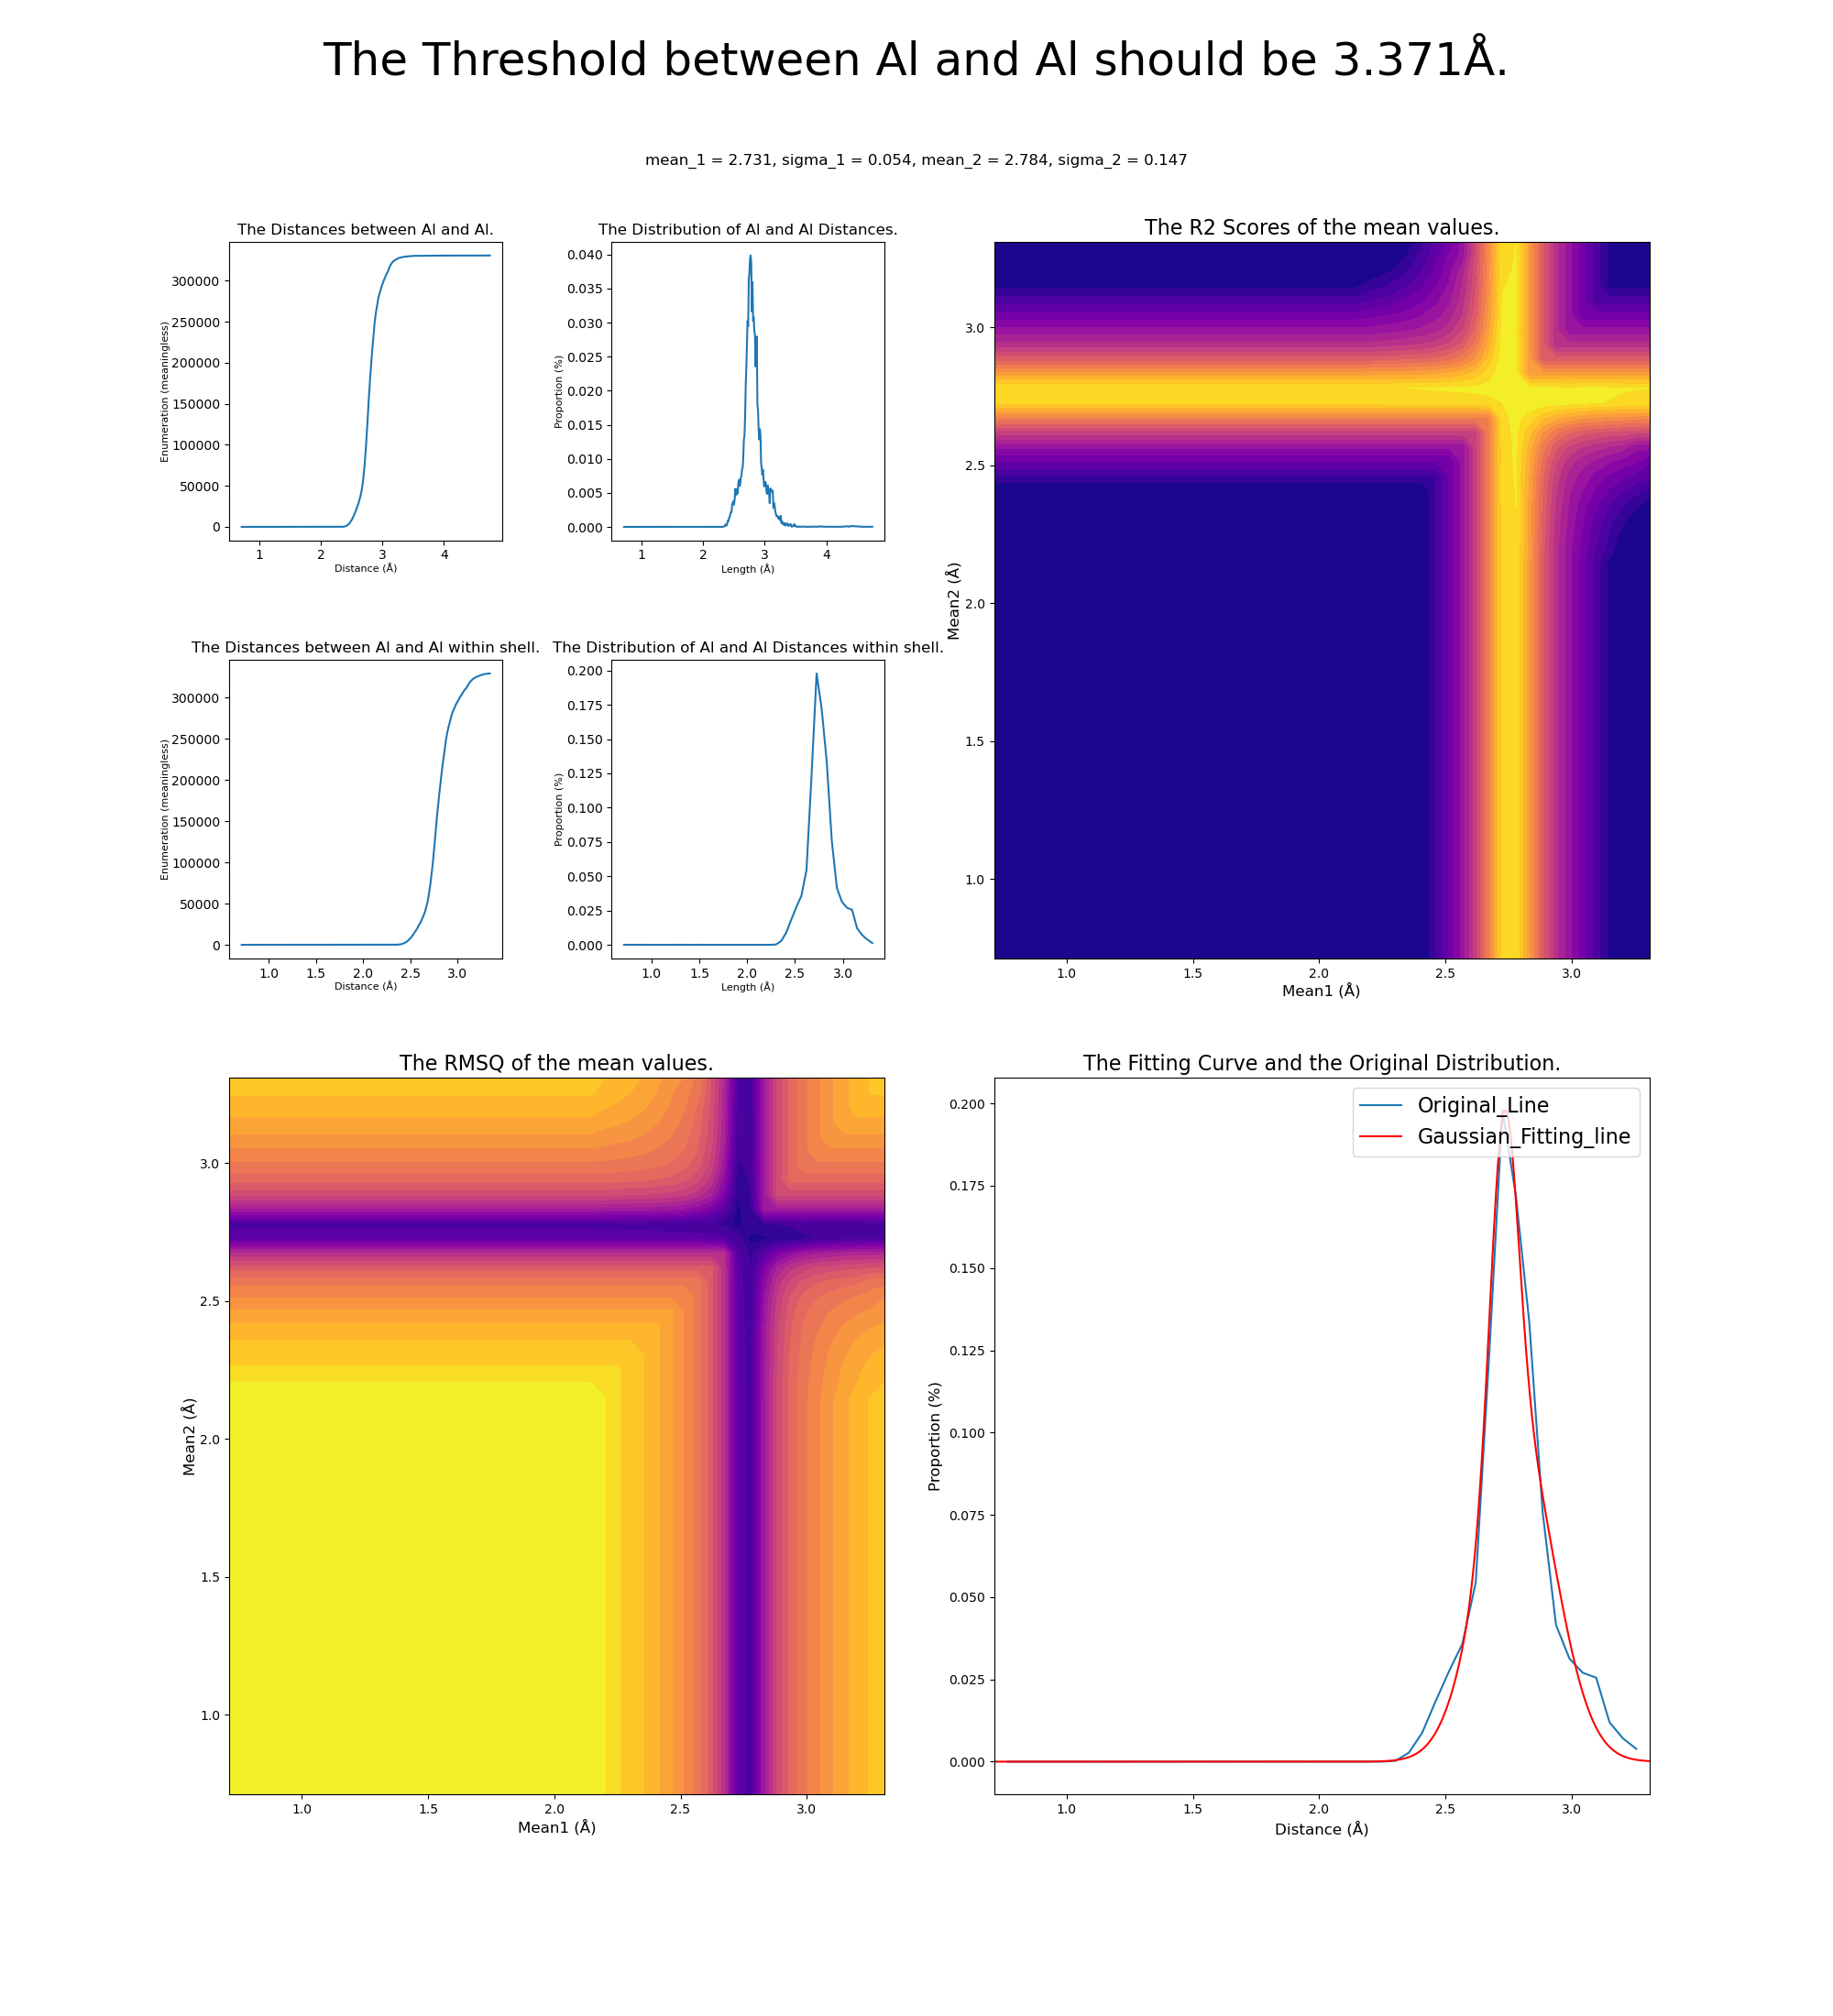 The Threshold between Al and Al should be 3.371Å.
mean_1 = 2.731, sigma_1 = 0.054, mean_2 = 2.784, sigma_2 = 0.147
The Distances between Al and Al.
Enumeration (meaningless)
300000
250000
200000
150000
100000
50000
0
1 2 3 4
Distance (Å)
The Distribution of Al and Al Distances.
Proportion (%)
0.040
0.035
0.030
0.025
0.020
0.015
0.010
0.005
0.000
1 2 3 4
Length (Å)
The R2 Scores of the mean values.
Mean2 (Å)
3.0
2.5
2.0
1.5
1.0
1.0 1.5 2.0 2.5 3.0
Mean1 (Å)
The Distances between Al and Al within shell.
Enumeration (meaningless)
300000
250000
200000
150000
100000
50000
0
1.0 1.5 2.0 2.5 3.0
Distance (Å)
The Distribution of Al and Al Distances within shell.
Proportion (%)
0.200
0.175
0.150
0.125
0.100
0.075
0.050
0.025
0.000
1.0 1.5 2.0 2.5 3.0
Length (Å)
The RMSQ of the mean values.
Mean2 (Å)
3.0
2.5
2.0
1.5
1.0
1.0 1.5 2.0 2.5 3.0
Mean1 (Å)
The Fitting Curve and the Original Distribution.
Original_Line
Gaussian_Fitting_line
Proportion (%)
0.200
0.175
0.150
0.125
0.100
0.075
0.050
0.025
0.000
1.0 1.5 2.0 2.5 3.0
Distance (Å)